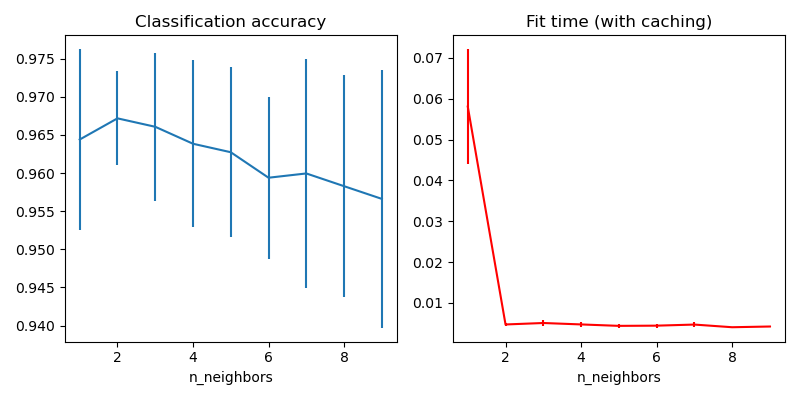 Classification accuracy
0.975
0.970
0.965
0.960
0.955
0.950
0.945
0.940
2 4 6 8
n_neighbors
Fit time (with caching)
0.07
0.06
0.05
0.04
0.03
0.02
0.01
2 4 6 8
n_neighbors